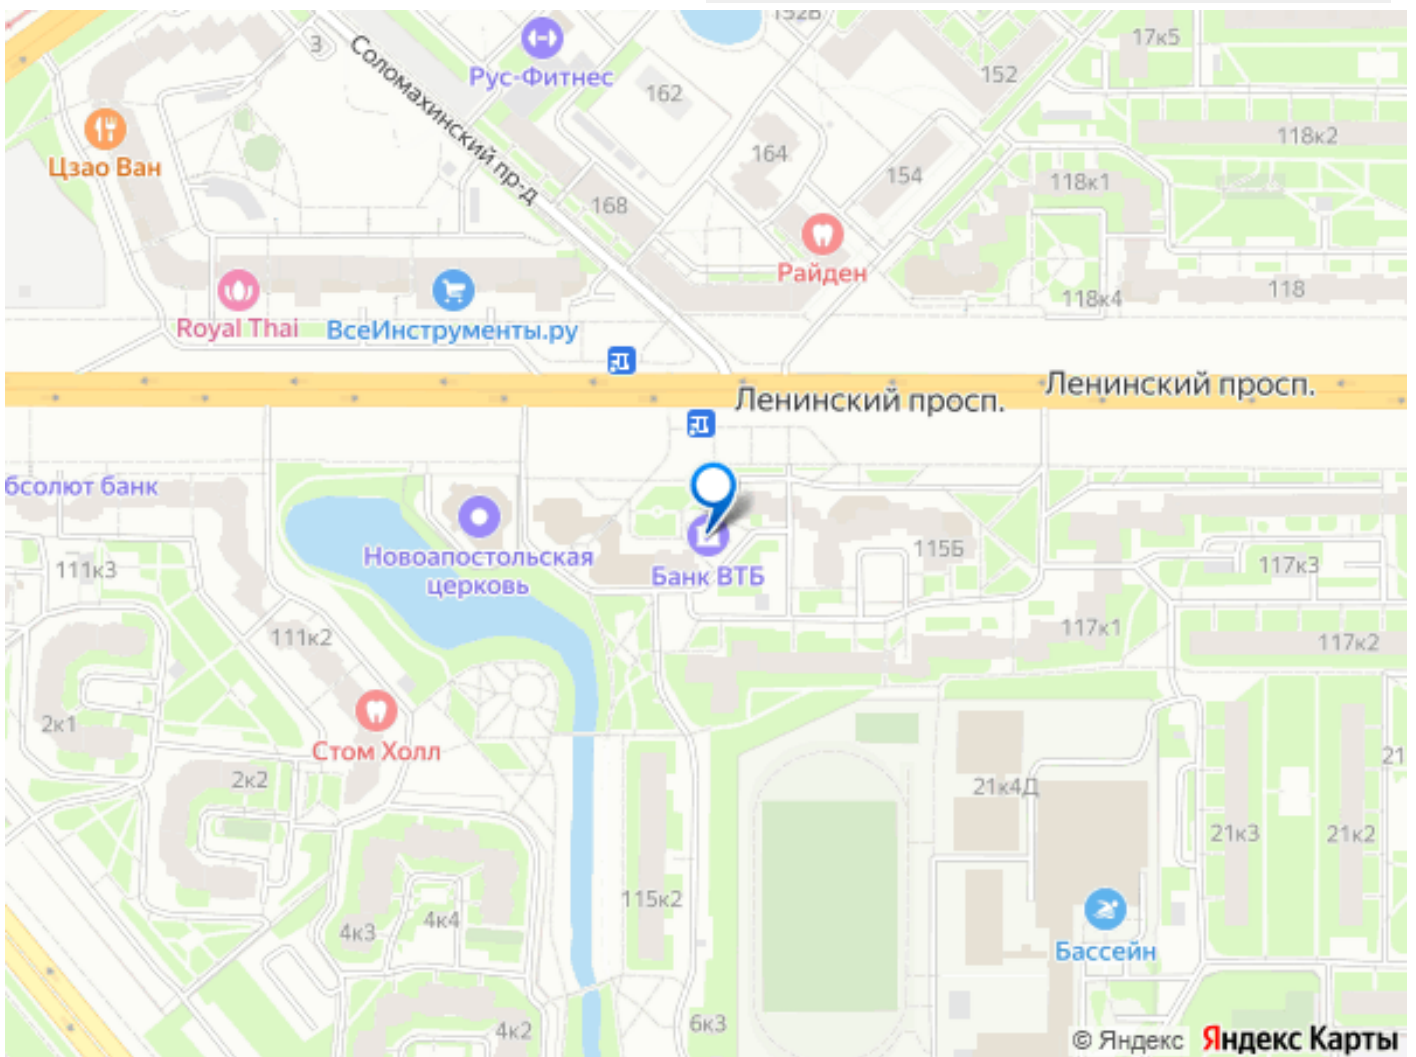 152В
3
Соломахинский пр-д
Рус-Фитнес
17к5
152
162
118к2
Цзао Ван
164
154
118к1
168
Райден
118к4
118
Royal Thai
ВсеИнструменты.ру
Ленинский просп.
Ленинский просп.
бсолют банк
Новоапостольская
церковь
Банк ВТБ
115Б
117к3
111к3
111к2
117к1
117к2
2к1
Стом Холл
2к2
21
21к4Д
21к3
21к2
115к2
4к3
4к4
Бассейн
4к2
6к3
© Яндекс Яндекс Карты